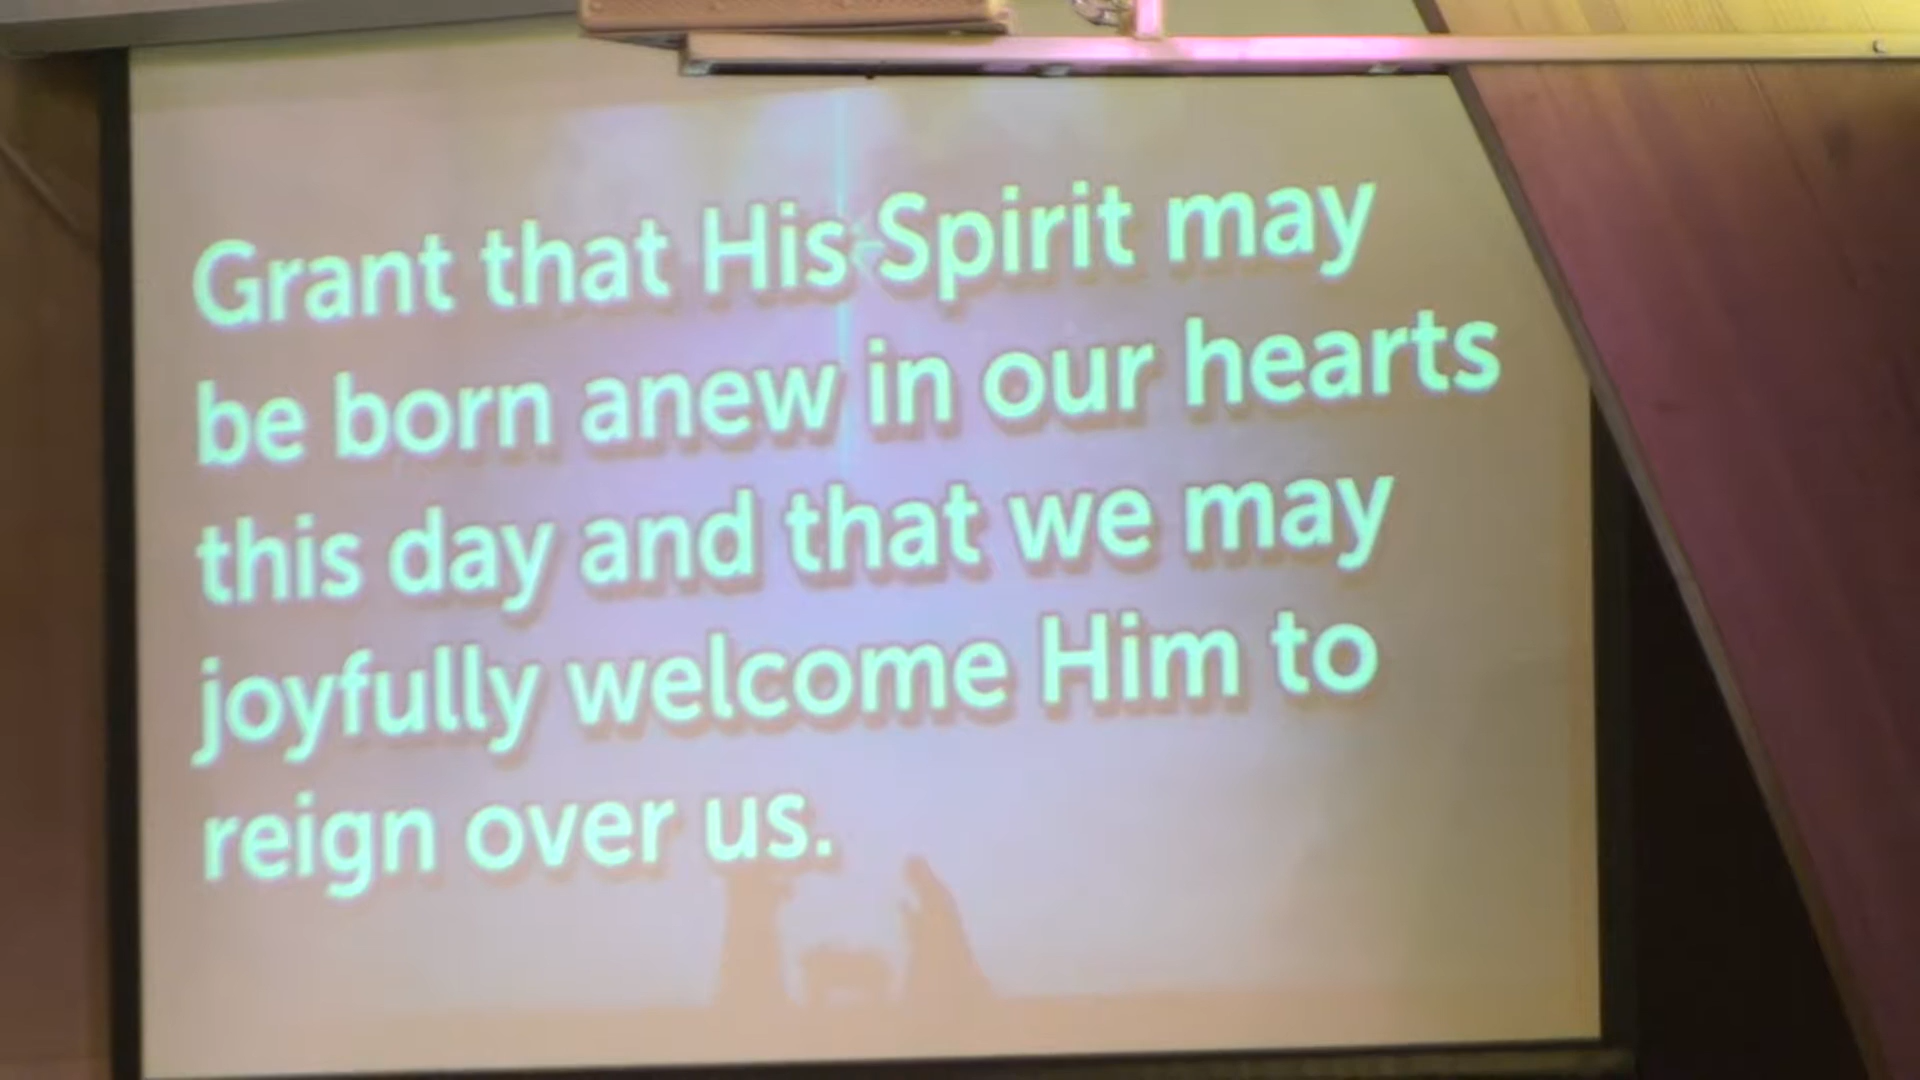 Grant that His Spirit may
be born anew in our hearts
this day and that we may
joyfully welcome Him to
reign over us.